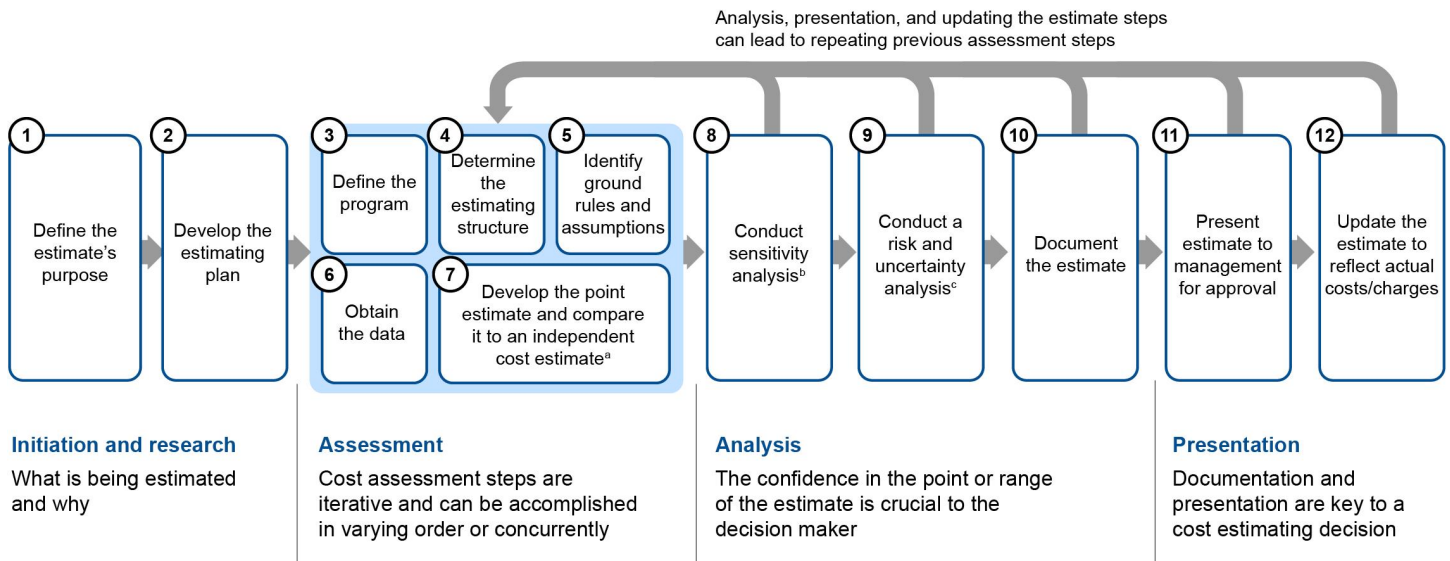 Analysis, presentation, and updating the estimate steps
can lead to repeating previous assessment steps
1
Define the
estimate's
purpose
2
Develop the
estimating
plan
3
Define the
program
4
Determine
the
estimating
structure
5
Identify
ground
rules and
assumptions
6
Obtain
the data
7
Develop the point
estimate and compare
it to an independent
cost estimateᵃ
8
Conduct
sensitivity
analysisᵇ
9
Conduct a
risk and
uncertainty
analysisᶜ
10
Document
the estimate
11
Present
estimate to
management
for approval
12
Update the
estimate to
reflect actual
costs/charges
Initiation and research
What is being estimated
and why
Assessment
Cost assessment steps are
iterative and can be accomplished
in varying order or concurrently
Analysis
The confidence in the point or range
of the estimate is crucial to the
decision maker
Presentation
Documentation and
presentation are key to a
cost estimating decision